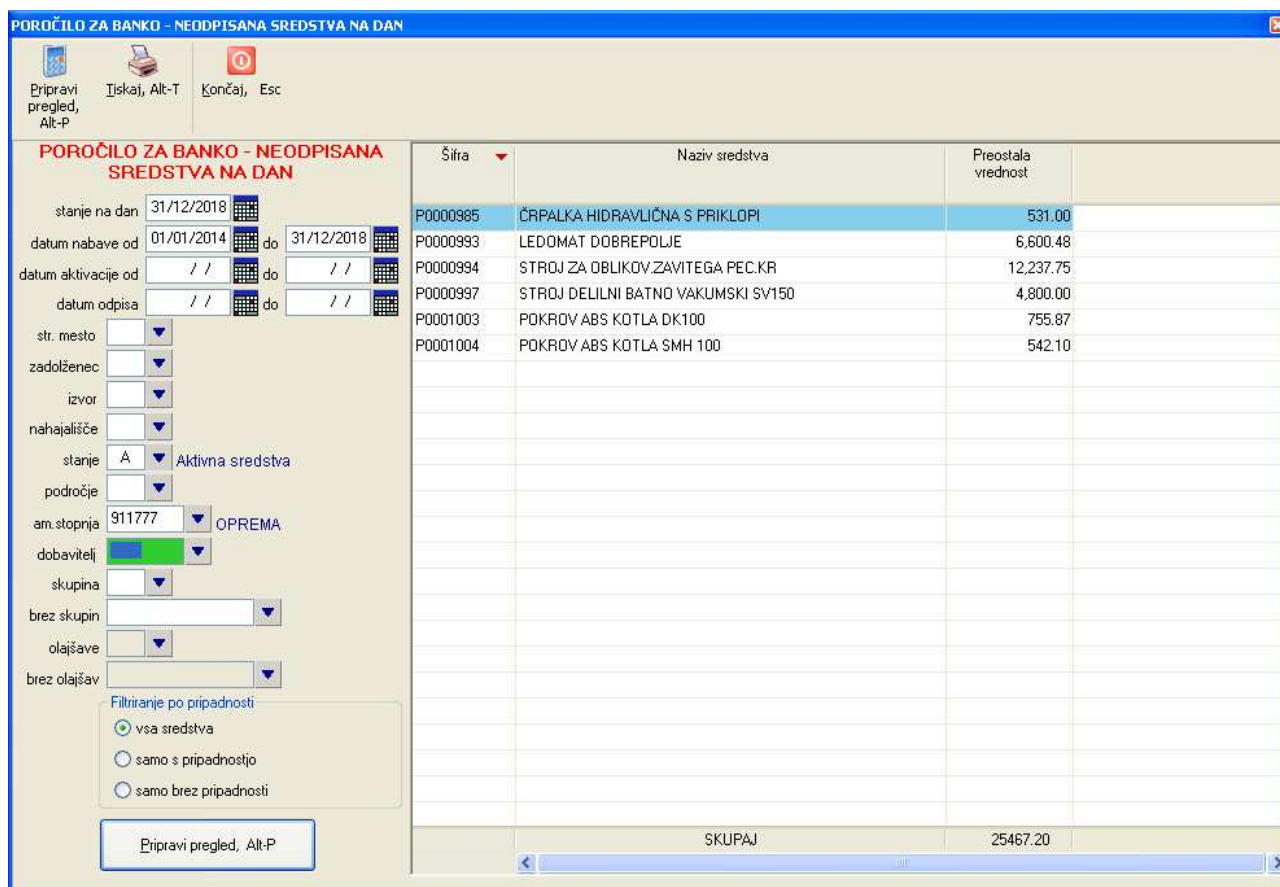 POROČILO ZA BANKO - NEODPISANA SREDSTVA NA DAN
Pripravi pregled, Alt-P
Tiskaj, Alt-T
Končaj, Esc
POROČILO ZA BANKO - NEODPISANA
SREDSTVA NA DAN
stanje na dan 31/12/2018
datum nabave od 01/01/2014 do 31/12/2018
datum aktivacije od / / do / /
datum odpisa / / do / /
str. mesto
zadolženec
izvor
nahajališče
stanje A Aktivna sredstva
področje
am.stopnja 911777 OPREMA
dobavitelj
skupina
brez skupin
olajšave
brez olajšav
Filtriranje po pripadnosti
vsa sredstva
samo s pripadnostjo
samo brez pripadnosti
Pripravi pregled, Alt-P
Šifra Naziv sredstva Preostala vrednost
P0000985 ČRPALKA HIDRAVLIČNA S PRIKLOPI 531.00
P0000993 LEDOMAT DOBREPOLJE 6,600.48
P0000994 STROJ ZA OBLIKOV.ZAVITEGA PEC.KR 12,237.75
P0000997 STROJ DELILNI BATNO VAKUMSKI SV150 4,800.00
P0001003 POKROV ABS KOTLA DK100 755.87
P0001004 POKROV ABS KOTLA SMH 100 542.10
SKUPAJ 25467.20